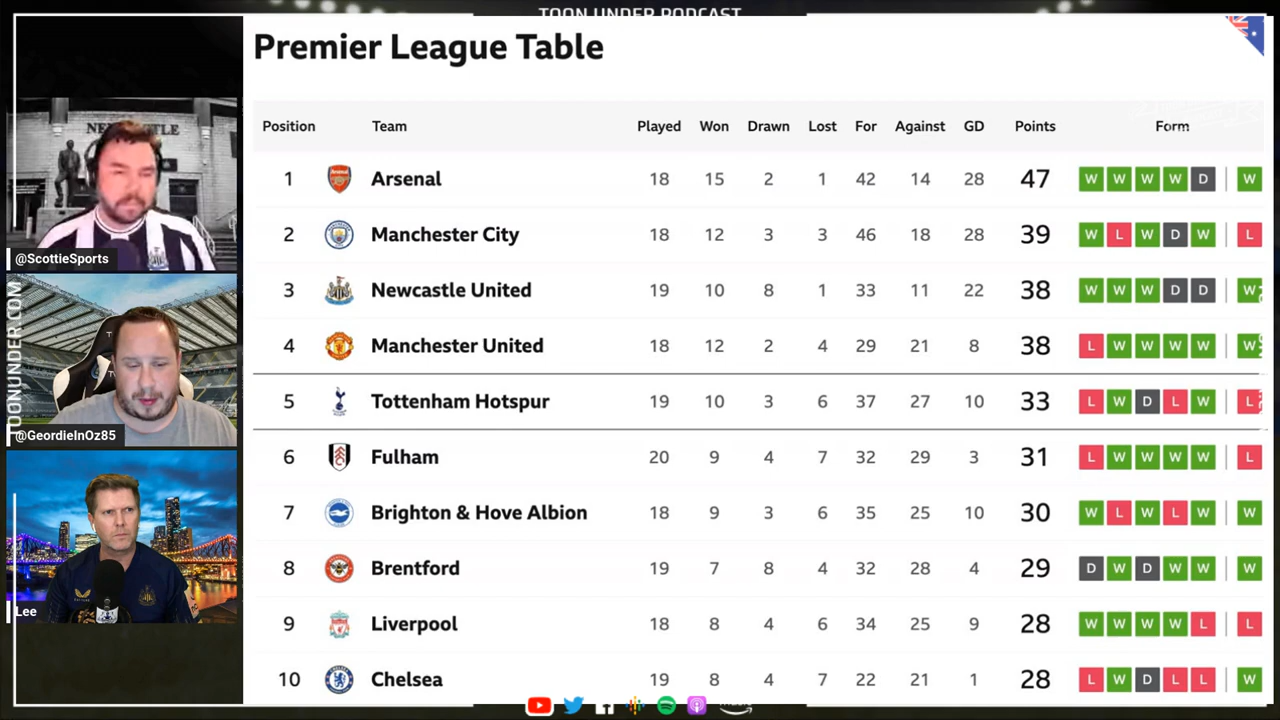 TOON UNDER PODCAST
Premier League Table
Position Team Played Won Drawn Lost For Against GD Points Form
1 Arsenal 18 15 2 1 42 14 28 47 W W W W D W
2 Manchester City 18 12 3 3 46 18 28 39 W L W D W L
3 Newcastle United 19 10 8 1 33 11 22 38 W W W D D W
4 Manchester United 18 12 2 4 29 21 8 38 L W W W W W
5 Tottenham Hotspur 19 10 3 6 37 27 10 33 L W D L W L
6 Fulham 20 9 4 7 32 29 3 31 L W W W W L
7 Brighton & Hove Albion 18 9 3 6 35 25 10 30 W L W L W W
8 Brentford 19 7 8 4 32 28 4 29 D W D W W W
9 Liverpool 18 8 4 6 34 25 9 28 W W W W L L
10 Chelsea 19 8 4 7 22 21 1 28 L W D L L W
@ScottieSports
TOONUNDER.COM
@GeordieInOz85
Lee